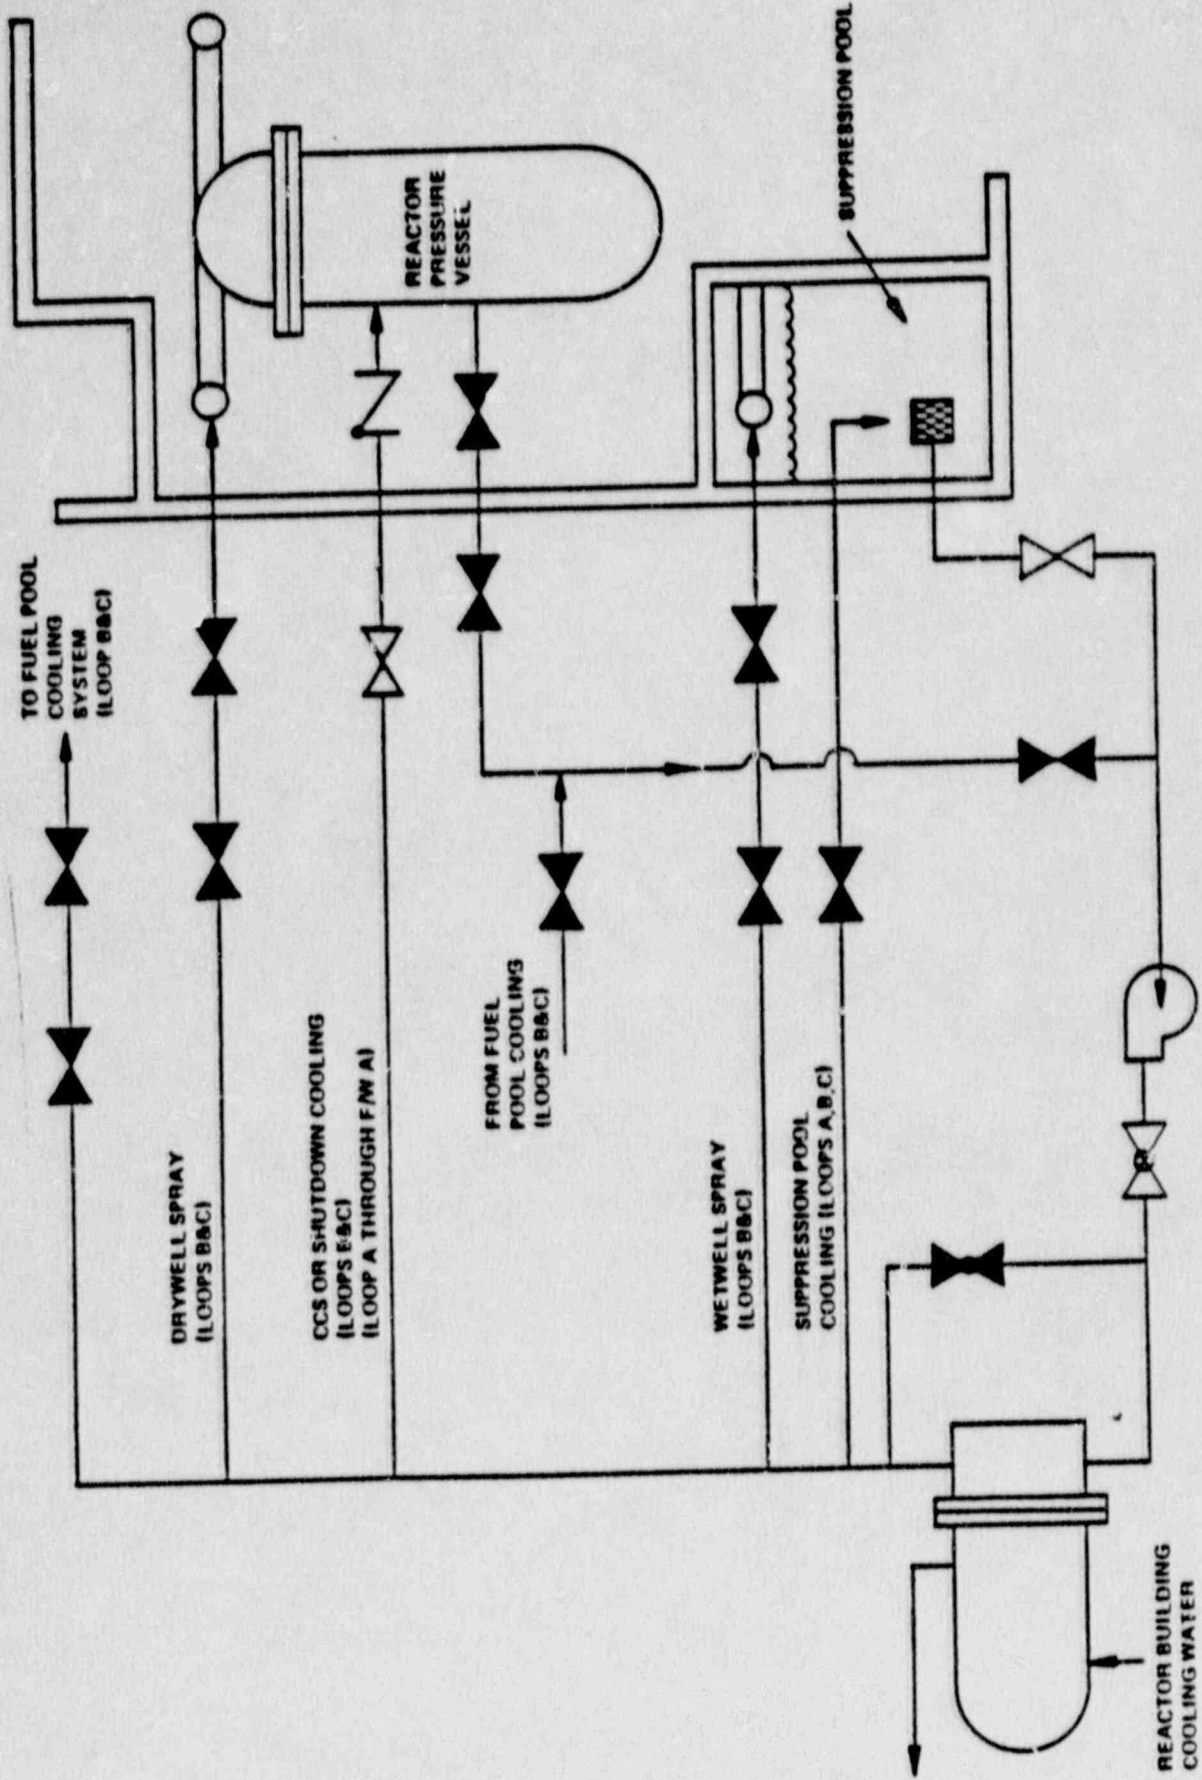 TO FUEL POOL
COOLING
SYSTEM
(LOOP B&C)
DRYWELL SPRAY
(LOOPS B&C)
CCS OR SHUTDOWN COOLING
(LOOPS B&C)
(LOOP A THROUGH F/W A)
REACTOR
PRESSURE
VESSEL
FROM FUEL
POOL COOLING
(LOOPS B&C)
WETWELL SPRAY
(LOOPS B&C)
SUPPRESSION POOL
COOLING (LOOPS A,B,C)
SUPPRESSION POOL
REACTOR BUILDING
COOLING WATER